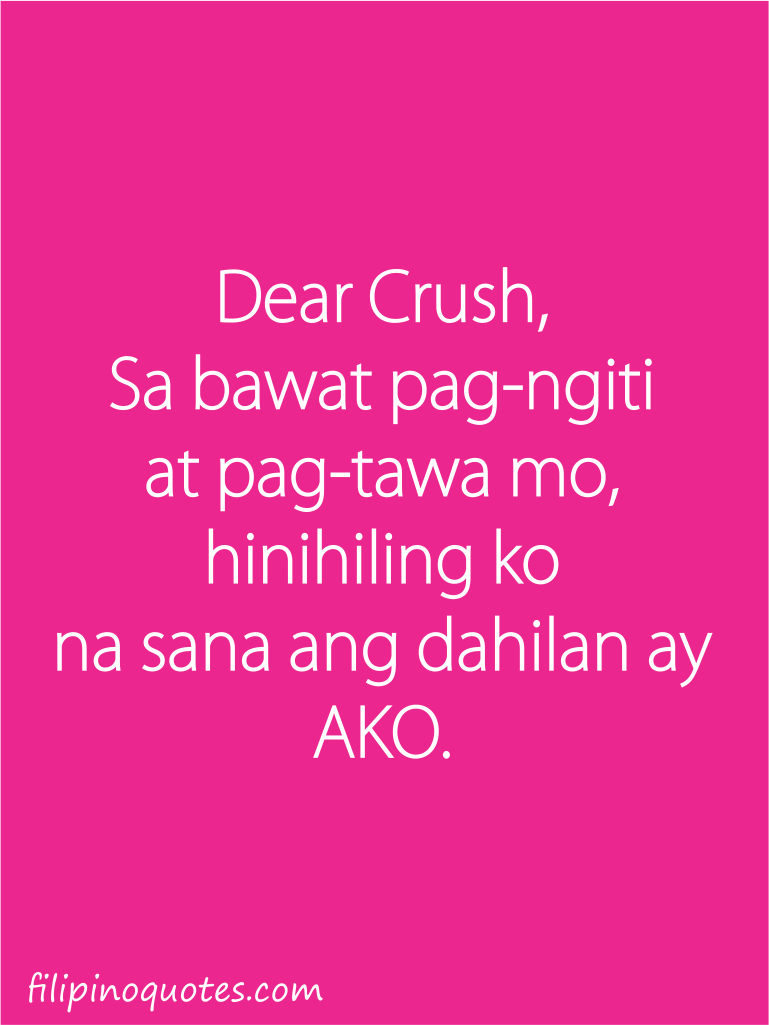 Dear Crush,
Sa bawat pag-ngiti
at pag-tawa mo,
hinihiling ko
na sana ang dahilan ay
AKO.
filipinoquotes.com